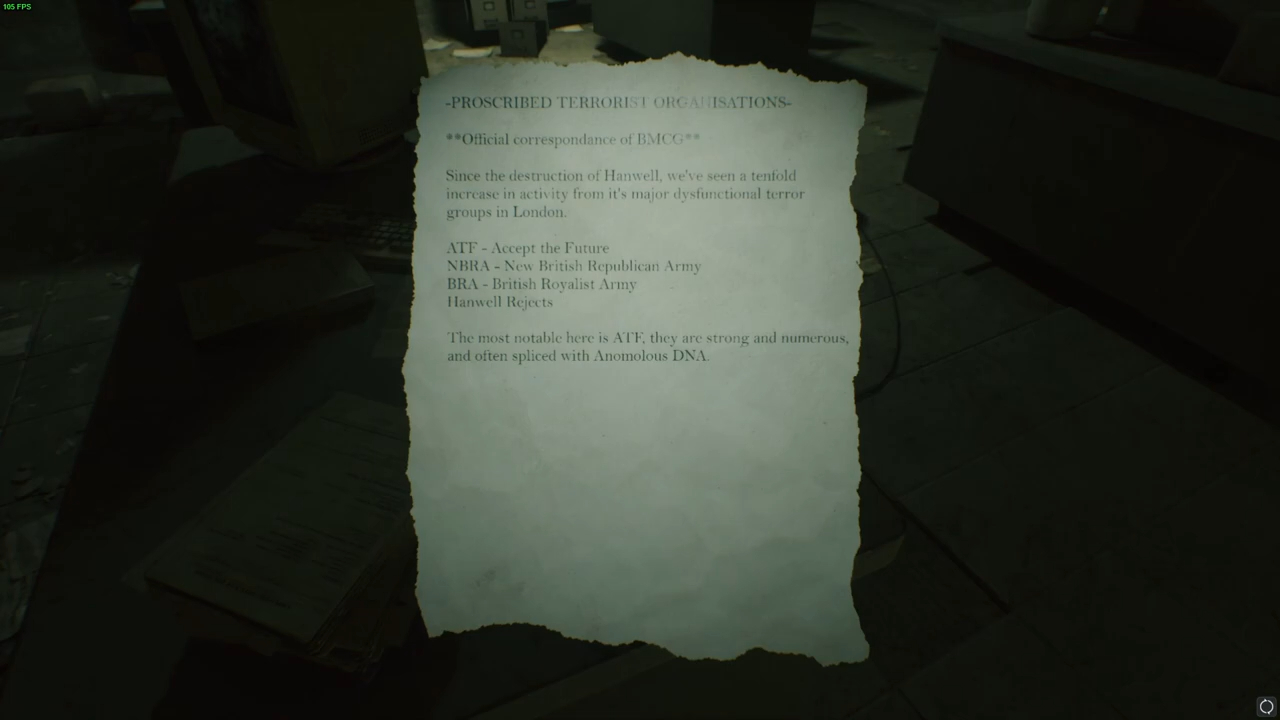 105 FPS
-PROSCRIBED TERRORIST ORGANISATIONS-
**Official correspondance of BMCG**
Since the destruction of Hanwell, we've seen a tenfold
increase in activity from it's major dysfunctional terror
groups in London.
ATF - Accept the Future
NBRA - New British Republican Army
BRA - British Royalist Army
Hanwell Rejects
The most notable here is ATF, they are strong and numerous,
and often spliced with Anomolous DNA.